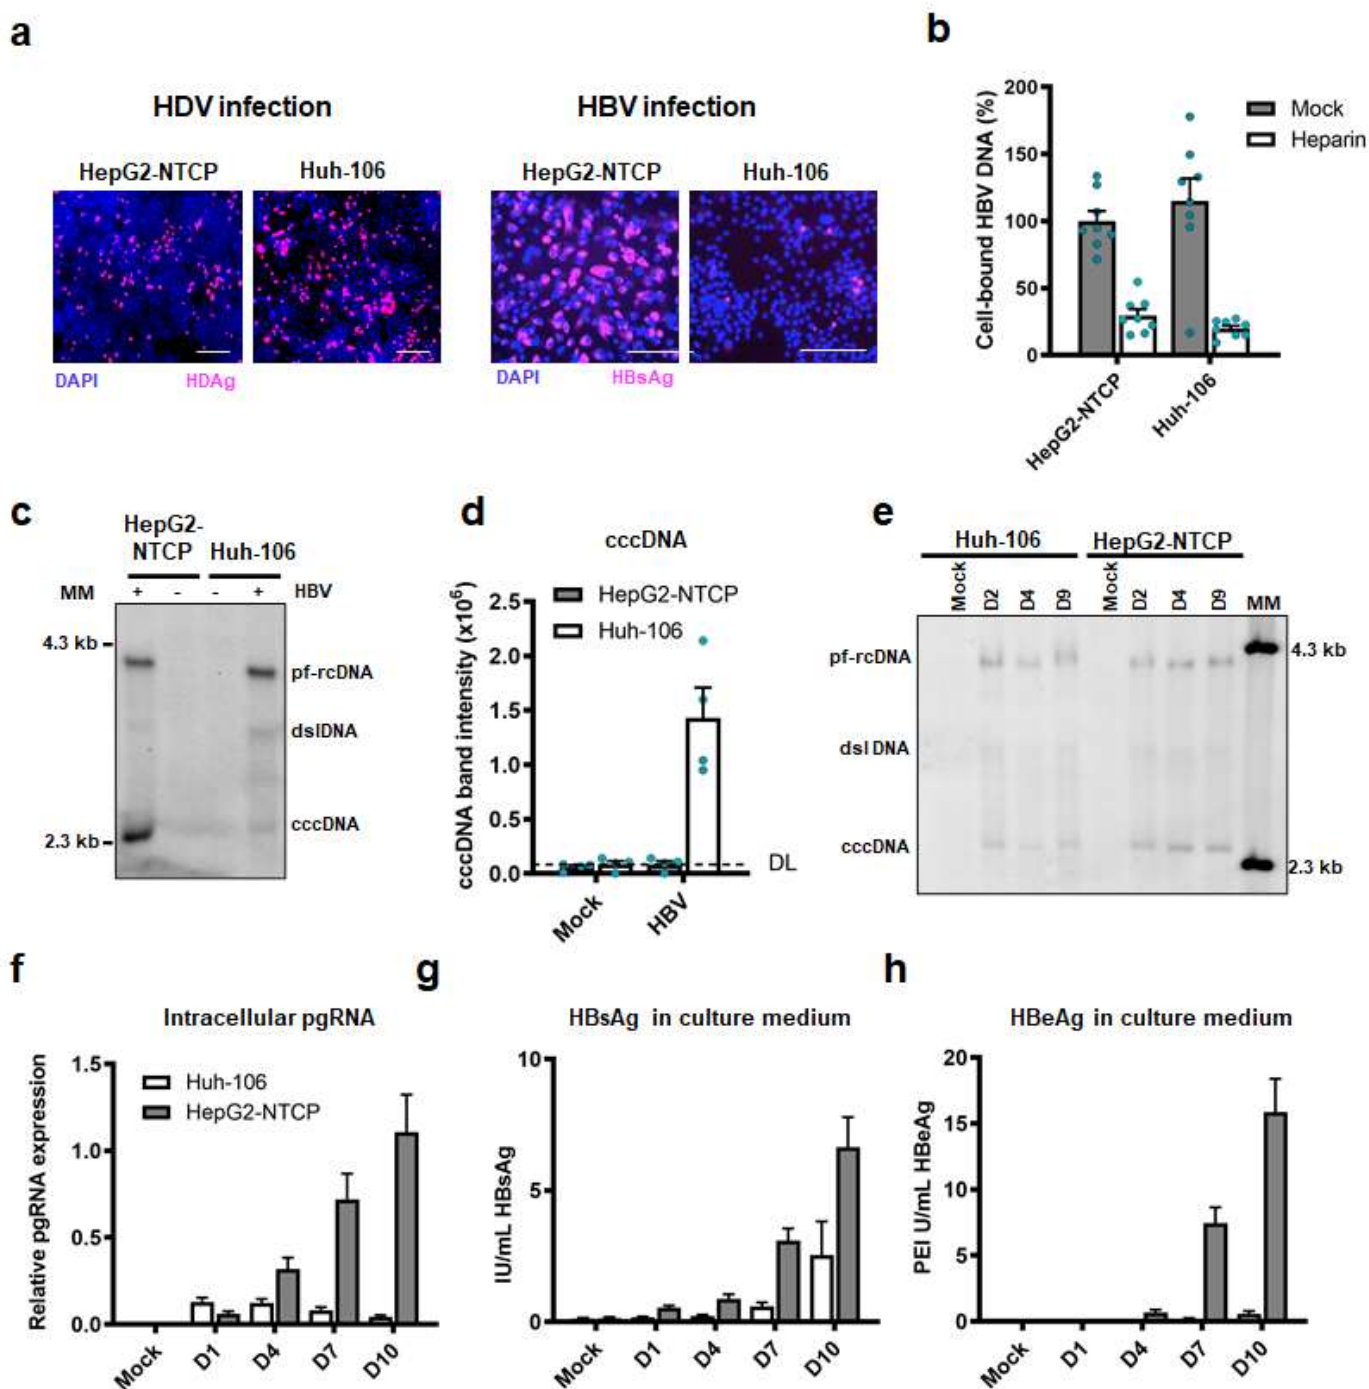 a
HDV infection
HBV infection
HepG2-NTCP
Huh-106
HepG2-NTCP
Huh-106
DAPI
HDAg
DAPI
HBsAg
b
Cell-bound HBV DNA (%)
200
150
100
50
0
Mock
Heparin
HepG2-NTCP
Huh-106
c
HepG2-
NTCP
Huh-106
MM
+
-
-
+
HBV
4.3 kb
2.3 kb
pf-rcDNA
dslDNA
cccDNA
d
cccDNA
HepG2-NTCP
Huh-106
cccDNA band intensity (x10⁶)
2.5
2.0
1.5
1.0
0.5
0.0
DL
Mock
HBV
e
Huh-106
HepG2-NTCP
Mock
D2
D4
D9
Mock
D2
D4
D9
MM
pf-rcDNA
dsl DNA
cccDNA
4.3 kb
2.3 kb
f
Intracellular pgRNA
Relative pgRNA expression
1.5
1.0
0.5
0.0
Huh-106
HepG2-NTCP
Mock
D1
D4
D7
D10
g
HBsAg in culture medium
IU/mL HBsAg
10
5
0
Mock
D1
D4
D7
D10
h
HBeAg in culture medium
PEI U/mL HBeAg
20
15
10
5
0
Mock
D1
D4
D7
D10